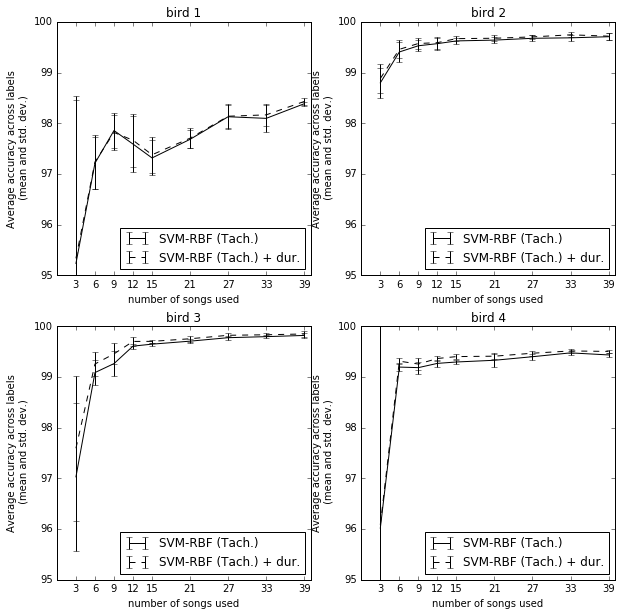 bird 1
100
99
98
97
96
95
Average accuracy across labels
(mean and std. dev.)
SVM-RBF (Tach.)
SVM-RBF (Tach.) + dur.
3 6 9 12 15 21 27 33 39
number of songs used
bird 2
100
99
98
97
96
95
Average accuracy across labels
(mean and std. dev.)
SVM-RBF (Tach.)
SVM-RBF (Tach.) + dur.
3 6 9 12 15 21 27 33 39
number of songs used
bird 3
100
99
98
97
96
95
Average accuracy across labels
(mean and std. dev.)
SVM-RBF (Tach.)
SVM-RBF (Tach.) + dur.
3 6 9 12 15 21 27 33 39
number of songs used
bird 4
100
99
98
97
96
95
Average accuracy across labels
(mean and std. dev.)
SVM-RBF (Tach.)
SVM-RBF (Tach.) + dur.
3 6 9 12 15 21 27 33 39
number of songs used